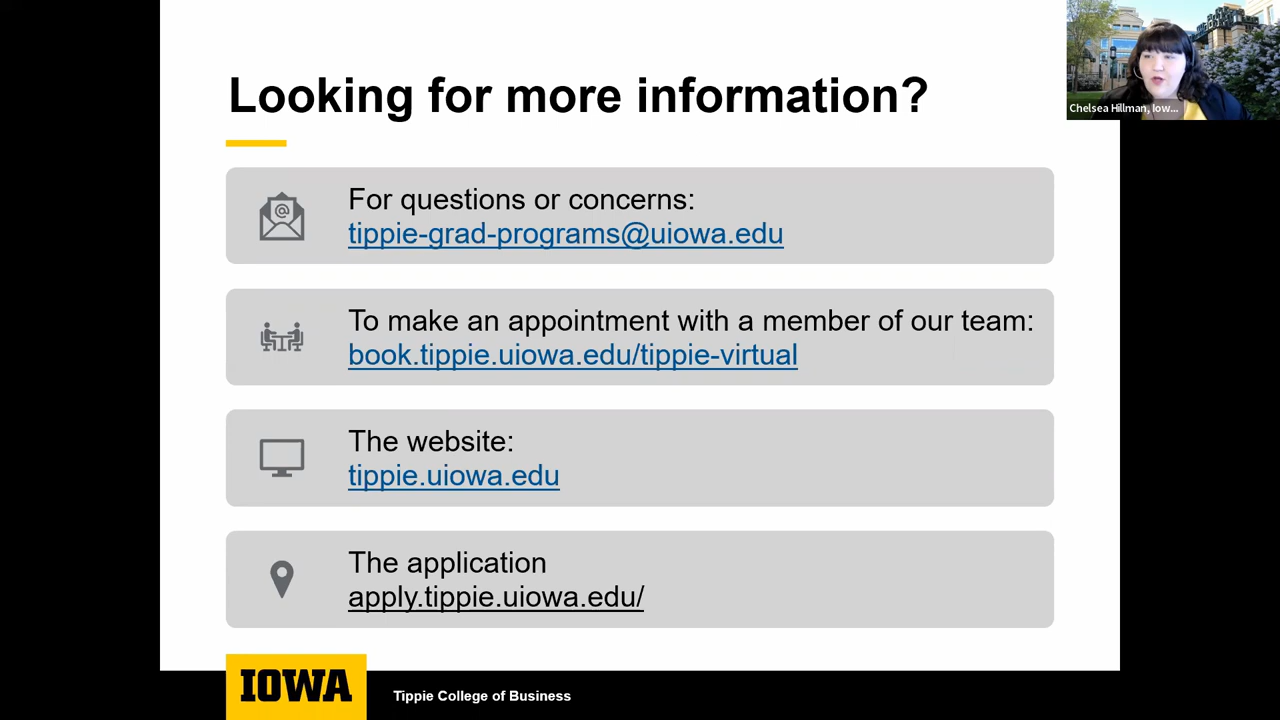 Looking for more information?
For questions or concerns:
tippie-grad-programs@uiowa.edu
To make an appointment with a member of our team:
book.tippie.uiowa.edu/tippie-virtual
The website:
tippie.uiowa.edu
The application
apply.tippie.uiowa.edu/
IOWA
Tippie College of Business
Chelsea Hillman, Iow...